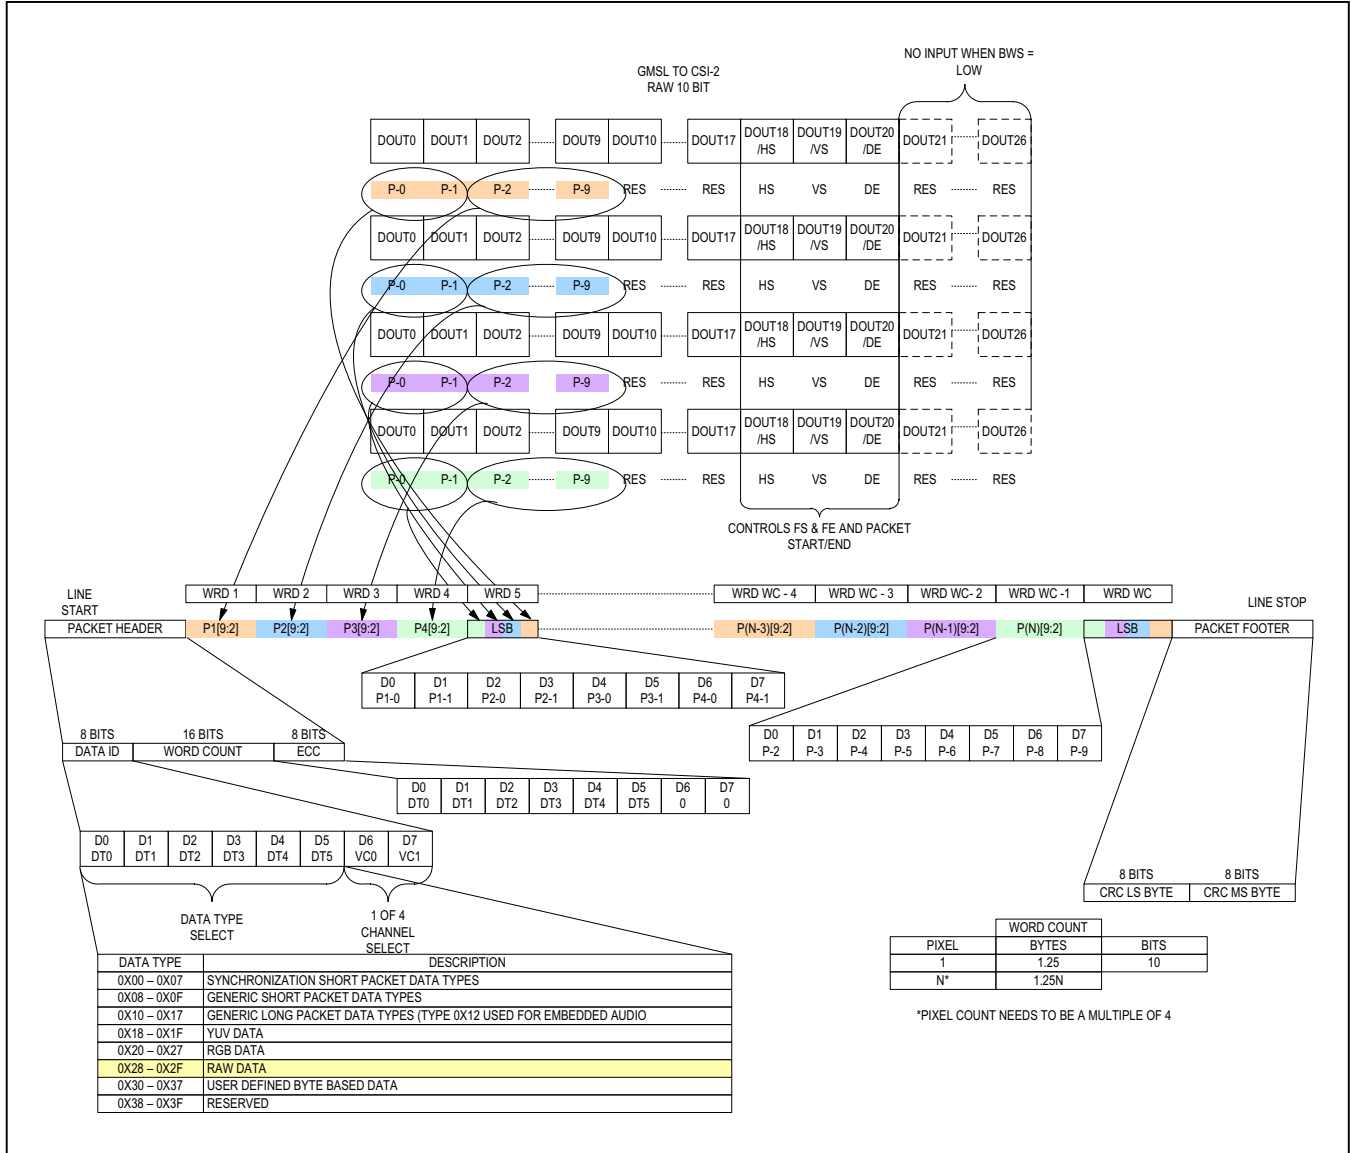 NO INPUT WHEN BWS =
LOW
GMSL TO CSI-2
RAW 10 BIT
DOUT0 DOUT1 DOUT2 DOUT9 DOUT10 DOUT17 DOUT18 /HS DOUT19 /VS DOUT20 /DE DOUT21 DOUT26
P-0 P-1 P-2 P-9 RES RES HS VS DE RES RES
DOUT0 DOUT1 DOUT2 DOUT9 DOUT10 DOUT17 DOUT18 /HS DOUT19 /VS DOUT20 /DE DOUT21 DOUT26
P-0 P-1 P-2 P-9 RES RES HS VS DE RES RES
DOUT0 DOUT1 DOUT2 DOUT9 DOUT10 DOUT17 DOUT18 /HS DOUT19 /VS DOUT20 /DE DOUT21 DOUT26
P-0 P-1 P-2 P-9 RES RES HS VS DE RES RES
DOUT0 DOUT1 DOUT2 DOUT9 DOUT10 DOUT17 DOUT18 /HS DOUT19 /VS DOUT20 /DE DOUT21 DOUT26
P-0 P-1 P-2 P-9 RES RES HS VS DE RES RES
CONTROLS FS & FE AND PACKET
START/END
LINE
START
WRD 1 WRD 2 WRD 3 WRD 4 WRD 5 WRD WC - 4 WRD WC - 3 WRD WC- 2 WRD WC -1 WRD WC
LINE STOP
PACKET HEADER P1[9:2] P2[9:2] P3[9:2] P4[9:2] LSB P(N-3)[9:2] P(N-2)[9:2] P(N-1)[9:2] P(N)[9:2] LSB PACKET FOOTER
D0 D1 D2 D3 D4 D5 D6 D7
P1-0 P1-1 P2-0 P2-1 P3-0 P3-1 P4-0 P4-1
D0 D1 D2 D3 D4 D5 D6 D7
P-2 P-3 P-4 P-5 P-6 P-7 P-8 P-9
8 BITS 16 BITS 8 BITS
DATA ID WORD COUNT ECC
D0 D1 D2 D3 D4 D5 D6 D7
DT0 DT1 DT2 DT3 DT4 DT5 0 0
D0 D1 D2 D3 D4 D5 D6 D7
DT0 DT1 DT2 DT3 DT4 DT5 VC0 VC1
8 BITS 8 BITS
CRC LS BYTE CRC MS BYTE
DATA TYPE
SELECT
1 OF 4
CHANNEL
SELECT
WORD COUNT
PIXEL BYTES BITS
1 1.25 10
N* 1.25N
*PIXEL COUNT NEEDS TO BE A MULTIPLE OF 4
DATA TYPE DESCRIPTION
0X00 – 0X07 SYNCHRONIZATION SHORT PACKET DATA TYPES
0X08 – 0X0F GENERIC SHORT PACKET DATA TYPES
0X10 – 0X17 GENERIC LONG PACKET DATA TYPES (TYPE 0X12 USED FOR EMBEDDED AUDIO
0X18 – 0X1F YUV DATA
0X20 – 0X27 RGB DATA
0X28 – 0X2F RAW DATA
0X30 – 0X37 USER DEFINED BYTE BASED DATA
0X38 – 0X3F RESERVED